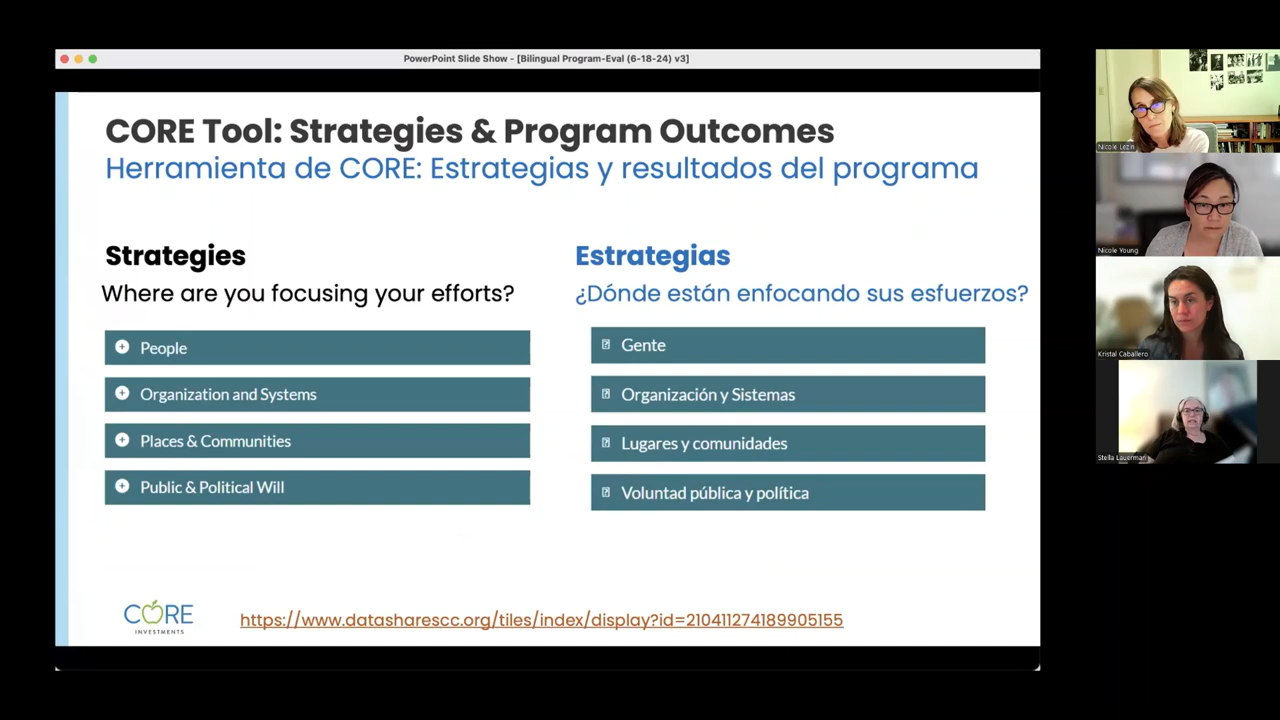 PowerPoint Slide Show - [Bilingual Program-Eval (6-18-24) v3]
CORE Tool: Strategies & Program Outcomes
Herramienta de CORE: Estrategias y resultados del programa
Strategies
Where are you focusing your efforts?
People
Organization and Systems
Places & Communities
Public & Political Will
Estrategias
¿Dónde están enfocando sus esfuerzos?
Gente
Organización y Sistemas
Lugares y comunidades
Voluntad pública y política
CORE
INVESTMENTS
https://www.datasharescc.org/tiles/index/display?id=210411274189905155
Nicole Lezin
Nicole Young
Kristal Caballero
Stella Lauerman